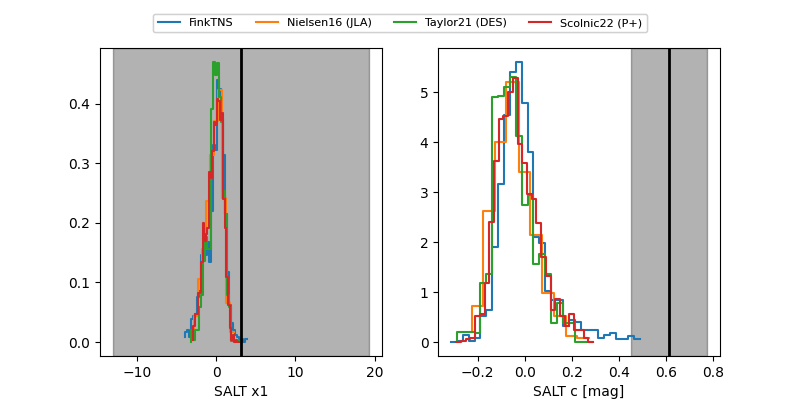 FinkTNS Nielsen16 (JLA) Taylor21 (DES) Scolnic22 (P+)
0.4
0.3
0.2
0.1
0.0
−10 0 10 20
SALT x1
5
4
3
2
1
0
−0.2 0.0 0.2 0.4 0.6 0.8
SALT c [mag]